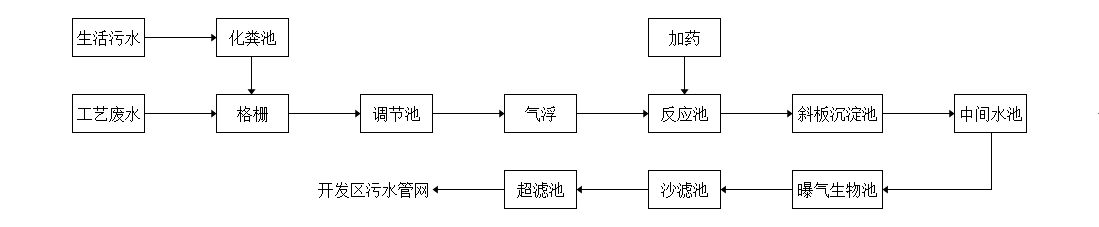 生活污水
化粪池
加药
工艺废水
格栅
调节池
气浮
反应池
斜板沉淀池
中间水池
开发区污水管网
超滤池
沙滤池
曝气生物池